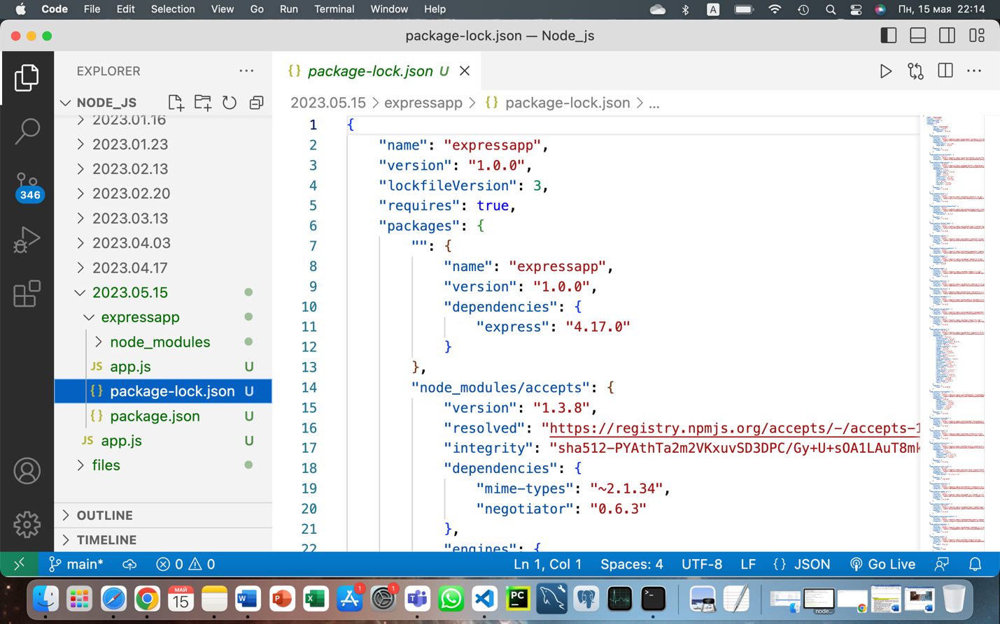 Code File Edit Selection View Go Run Terminal Window Help A Пн, 15 мая 22:14
package-lock.json — Node_js
EXPLORER
NODE_JS
2023.01.16
2023.01.23
2023.02.13
2023.02.20
2023.03.13
2023.04.03
2023.04.17
2023.05.15
expressapp
node_modules
JS app.js U
{} package-lock.json U
{} package.json U
JS app.js U
files
OUTLINE
TIMELINE
346
{} package-lock.json U
2023.05.15 > expressapp > {} package-lock.json > ...
1 {
2 "name": "expressapp",
3 "version": "1.0.0",
4 "lockfileVersion": 3,
5 "requires": true,
6 "packages": {
7 "": {
8 "name": "expressapp",
9 "version": "1.0.0",
10 "dependencies": {
11 "express": "4.17.0"
12 }
13 },
14 "node_modules/accepts": {
15 "version": "1.3.8",
16 "resolved": "https://registry.npmjs.org/accepts/-/accepts-1
17 "integrity": "sha512-PYAthTa2m2VKxuvSD3DPC/Gy+U+sOA1LAuT8mk
18 "dependencies": {
19 "mime-types": "~2.1.34",
20 "negotiator": "0.6.3"
21 },
22 "engines": {
main* 0 0 Ln 1, Col 1 Spaces: 4 UTF-8 LF {} JSON Go Live
МАЙ
15
W
P
X
1
1
PC
>_
node...